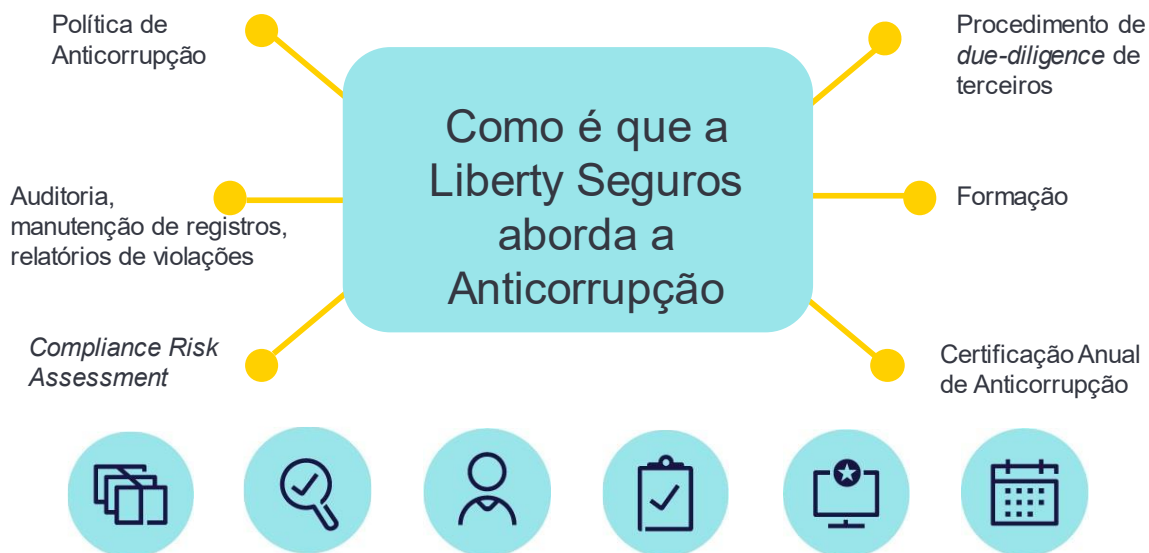 Política de
Anticorrupção
Procedimento de
due-diligence de
terceiros
Como é que a
Liberty Seguros
aborda a
Anticorrupção
Auditoria,
manutenção de registros,
relatórios de violações
Formação
Compliance Risk
Assessment
Certificação Anual
de Anticorrupção